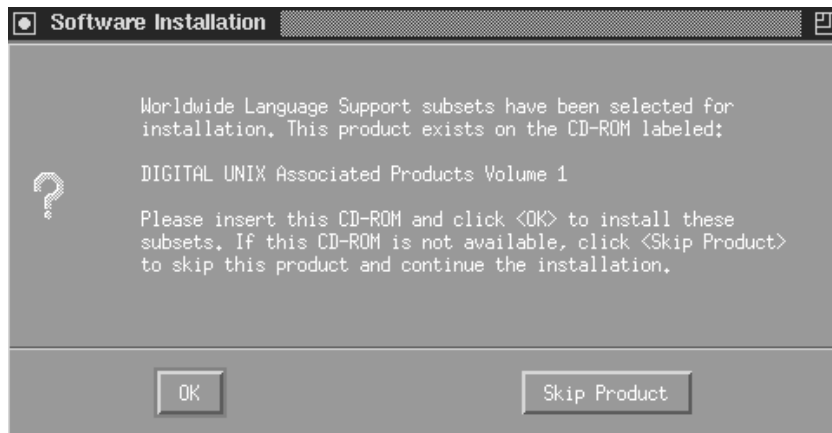 Software Installation
Worldwide Language Support subsets have been selected for
installation. This product exists on the CD-ROM labeled:
DIGITAL UNIX Associated Products Volume 1
Please insert this CD-ROM and click <OK> to install these
subsets. If this CD-ROM is not available, click <Skip Product>
to skip this product and continue the installation.
OK
Skip Product